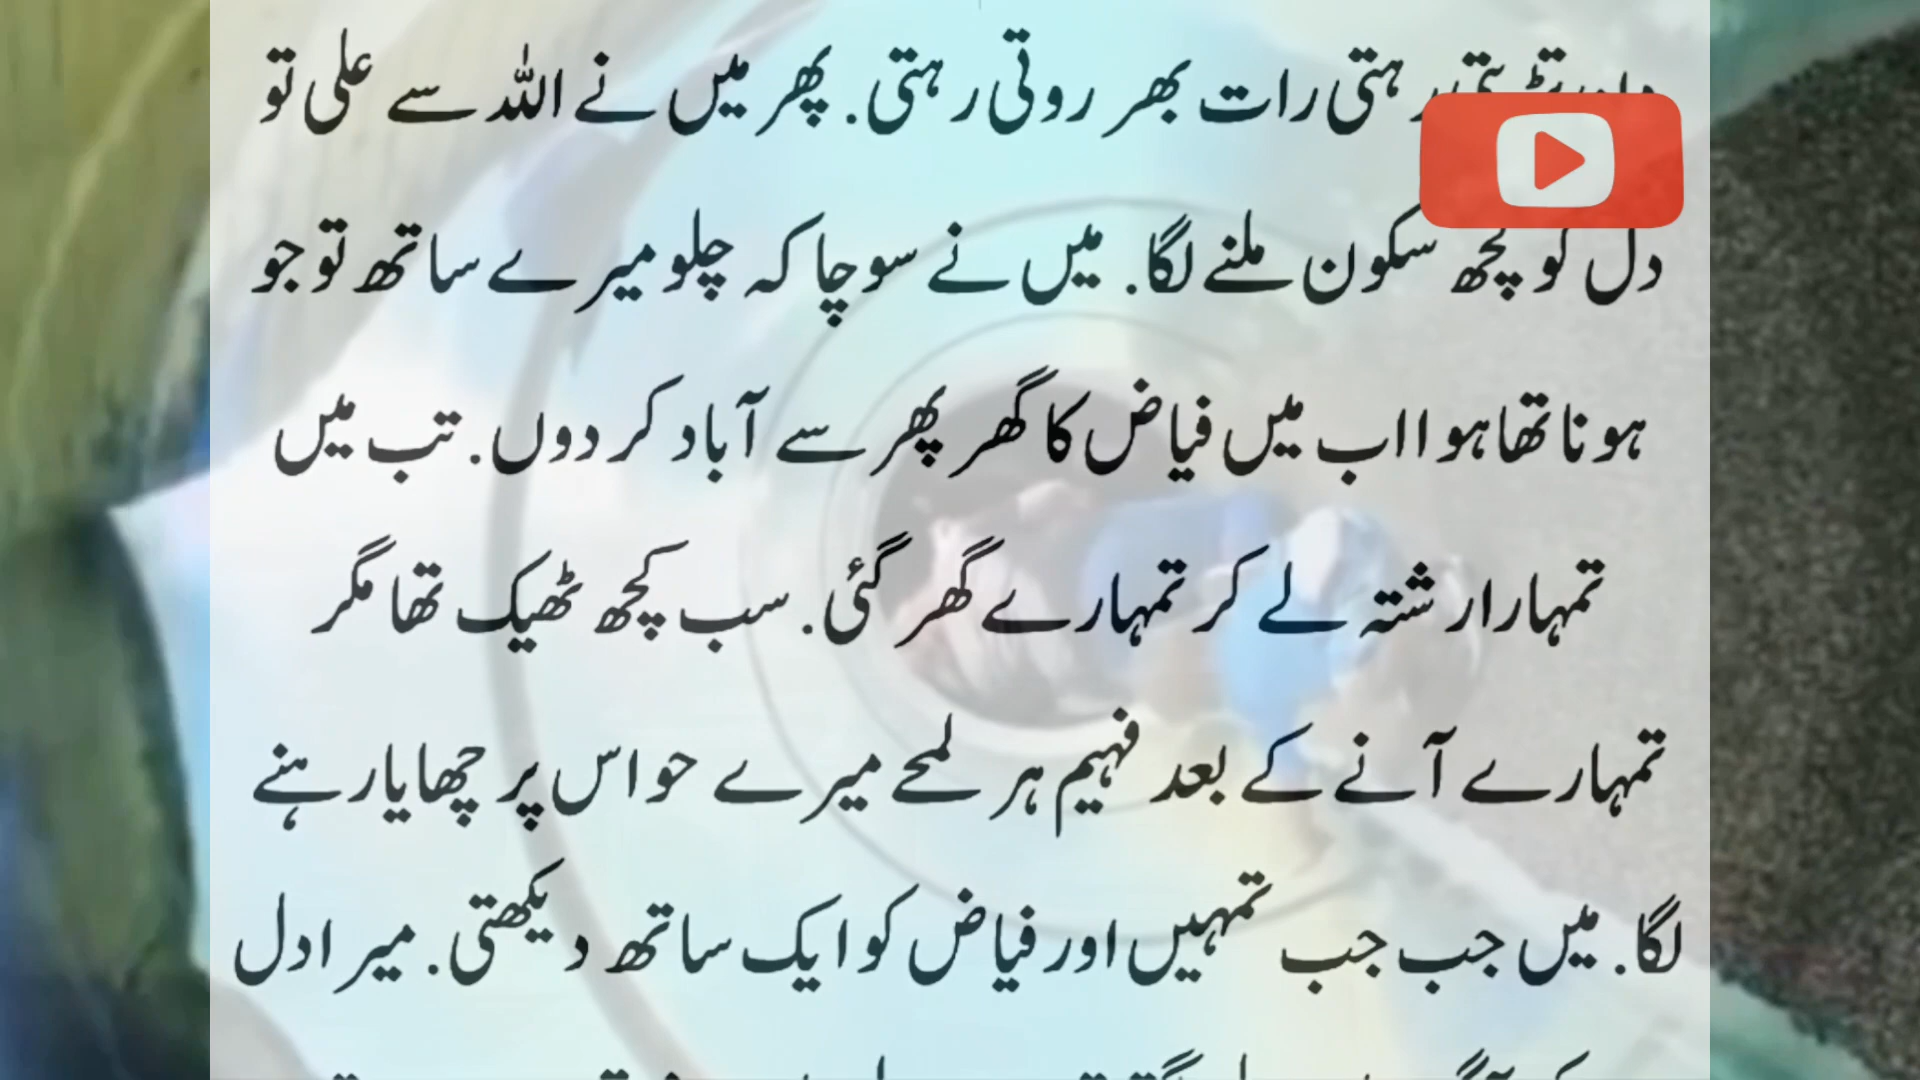 رہتی رات بھر روتی رہتی. پھر میں نے اللہ سے علی تو
دل کو کچھ سکون ملنے لگا. میں نے سوچا کہ چلو میرے ساتھ تو جو
ہونا تھا ہوا اب میں فیاض کا گھر پھر سے آباد کر دوں. تب میں
تمہارا رشتہ لے کر تمہارے گھر گئی. سب کچھ ٹھیک تھا مگر
تمہارے آنے کے بعد فہیم ہر لمحے میرے حواس پر چھایا رہنے
لگا. میں جب جب تمہیں اور فیاض کو ایک ساتھ دیکھتی. میرا دل